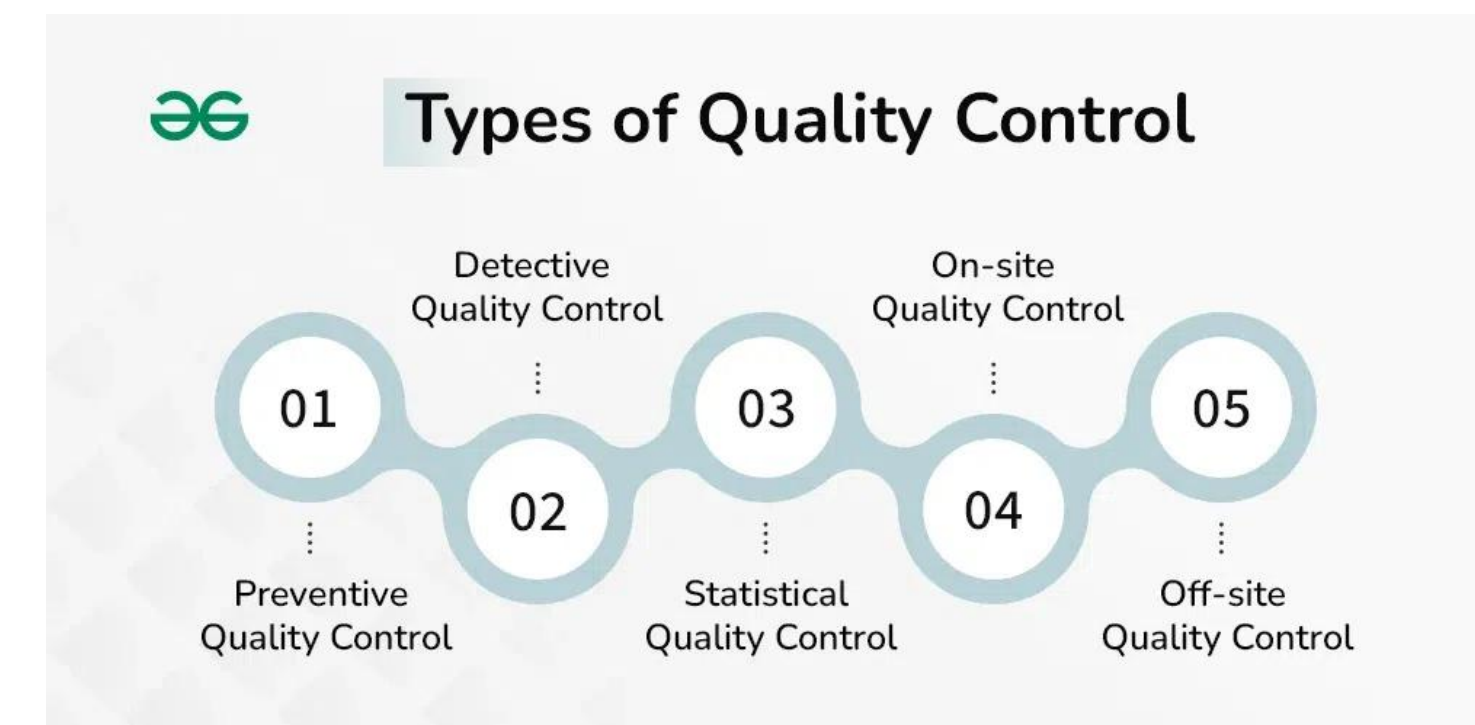 Types of Quality Control
Detective
Quality Control
On-site
Quality Control
01
02
03
04
05
Preventive
Quality Control
Statistical
Quality Control
Off-site
Quality Control